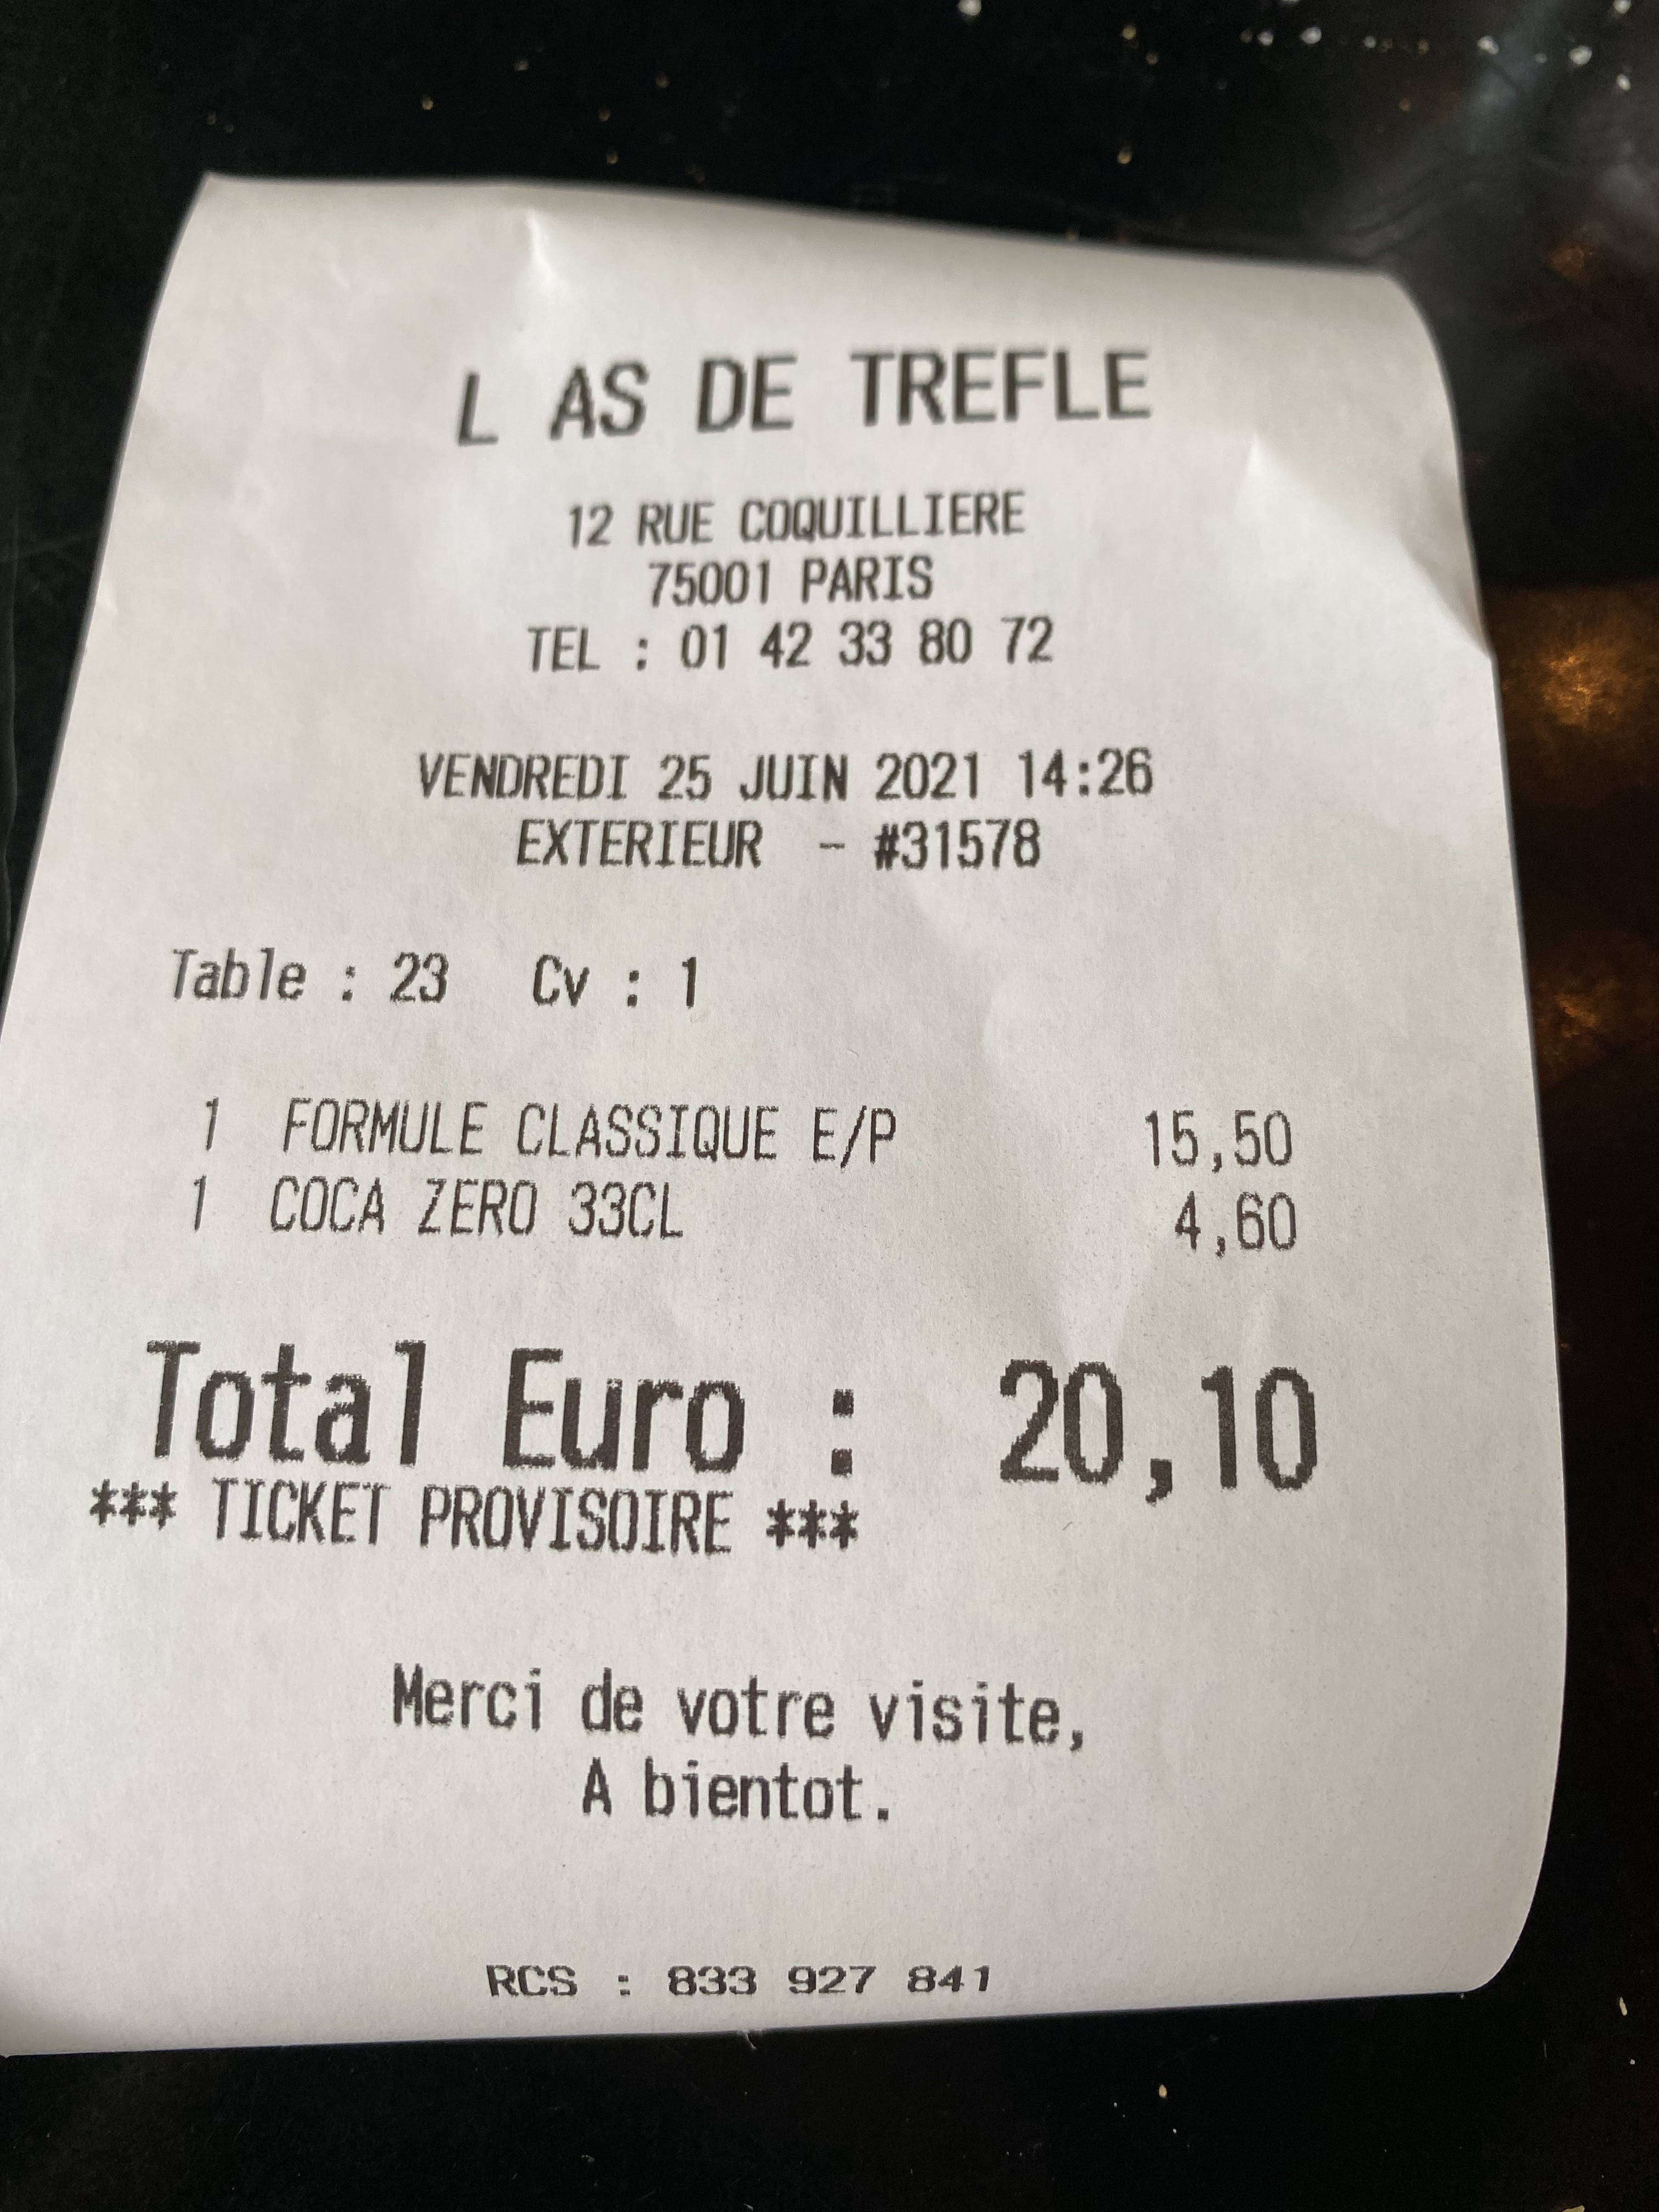 L AS DE TREFLE
12 RUE COQUILLIERE
75001 PARIS
TEL : 01 42 33 80 72
VENDREDI 25 JUIN 2021 14:26
EXTERIEUR - #31578
Table : 23 Cv : 1
1 FORMULE CLASSIQUE E/P 15,50
1 COCA ZERO 33CL 4,60
Total Euro : 20,10
*** TICKET PROVISOIRE ***
Merci de votre visite,
A bientot.
RCS : 833 927 841